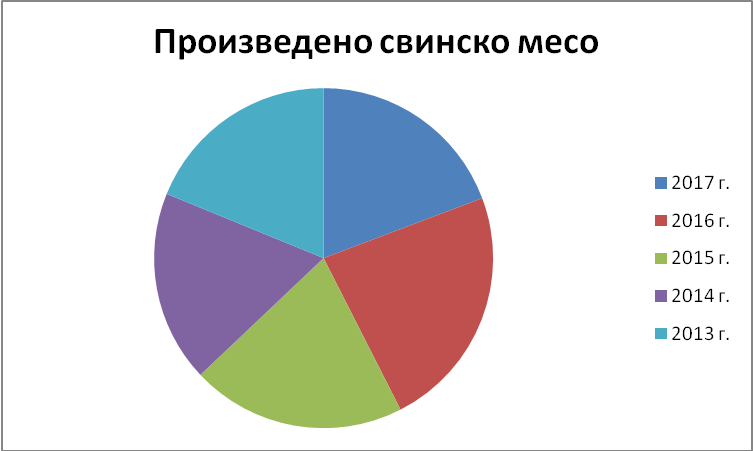 Произведено свинско месо
2017 г.
2016 г.
2015 г.
2014 г.
2013 г.